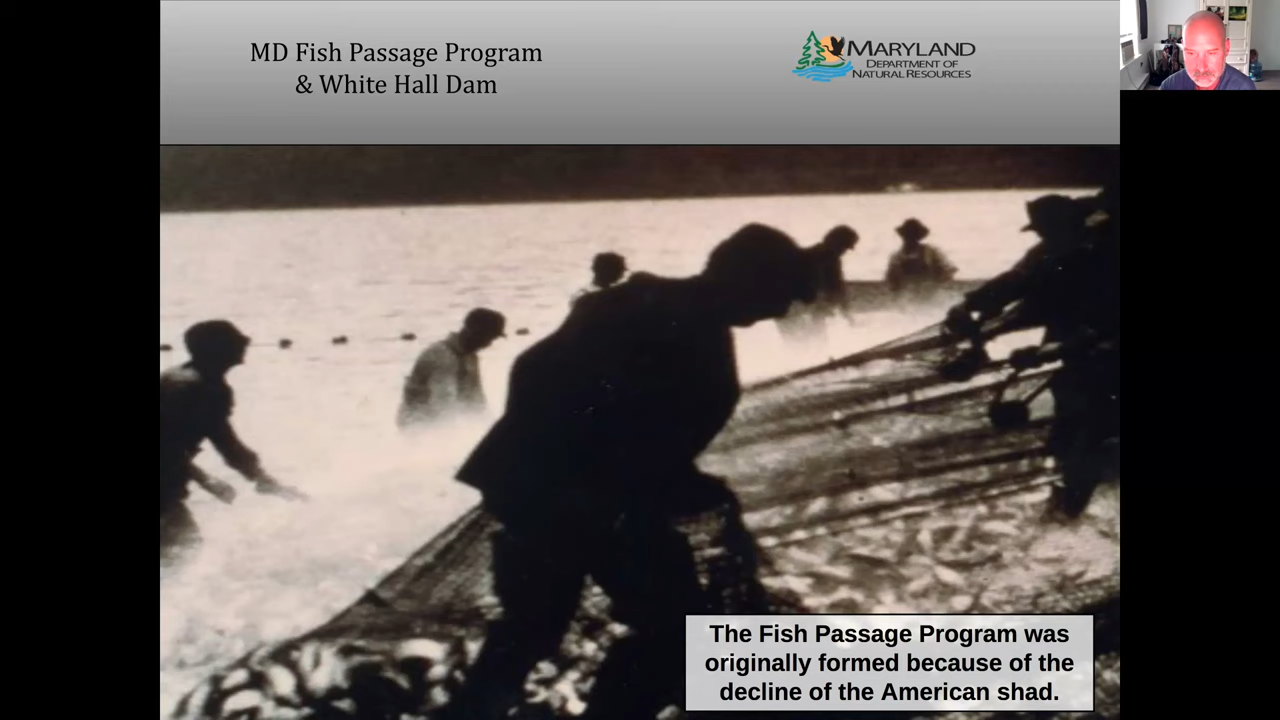 MD Fish Passage Program
& White Hall Dam
MARYLAND
DEPARTMENT OF
NATURAL RESOURCES
The Fish Passage Program was
originally formed because of the
decline of the American shad.